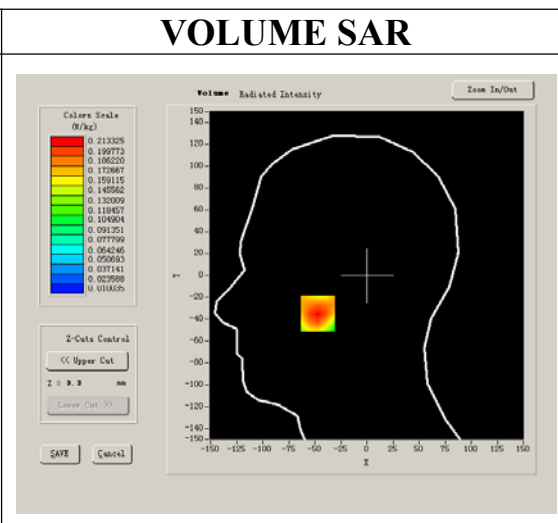 VOLUME SAR
Volume Radiated Intensity
Zoom In/Out
Colors Scale
(W/kg)
0.213325
0.199773
0.186220
0.172667
0.159115
0.145562
0.132009
0.118457
0.104904
0.091351
0.077799
0.064246
0.050693
0.037141
0.023588
0.010035
150
140
120
100
80
60
40
20
0
-20
-40
-60
-80
-100
-120
-140
-150
Y
-150 -125 -100 -75 -50 -25 0 25 50 75 100 125 150
X
Z-Cuts Control
<< Upper Cut
Lower Cut >>
SAVE
Cancel